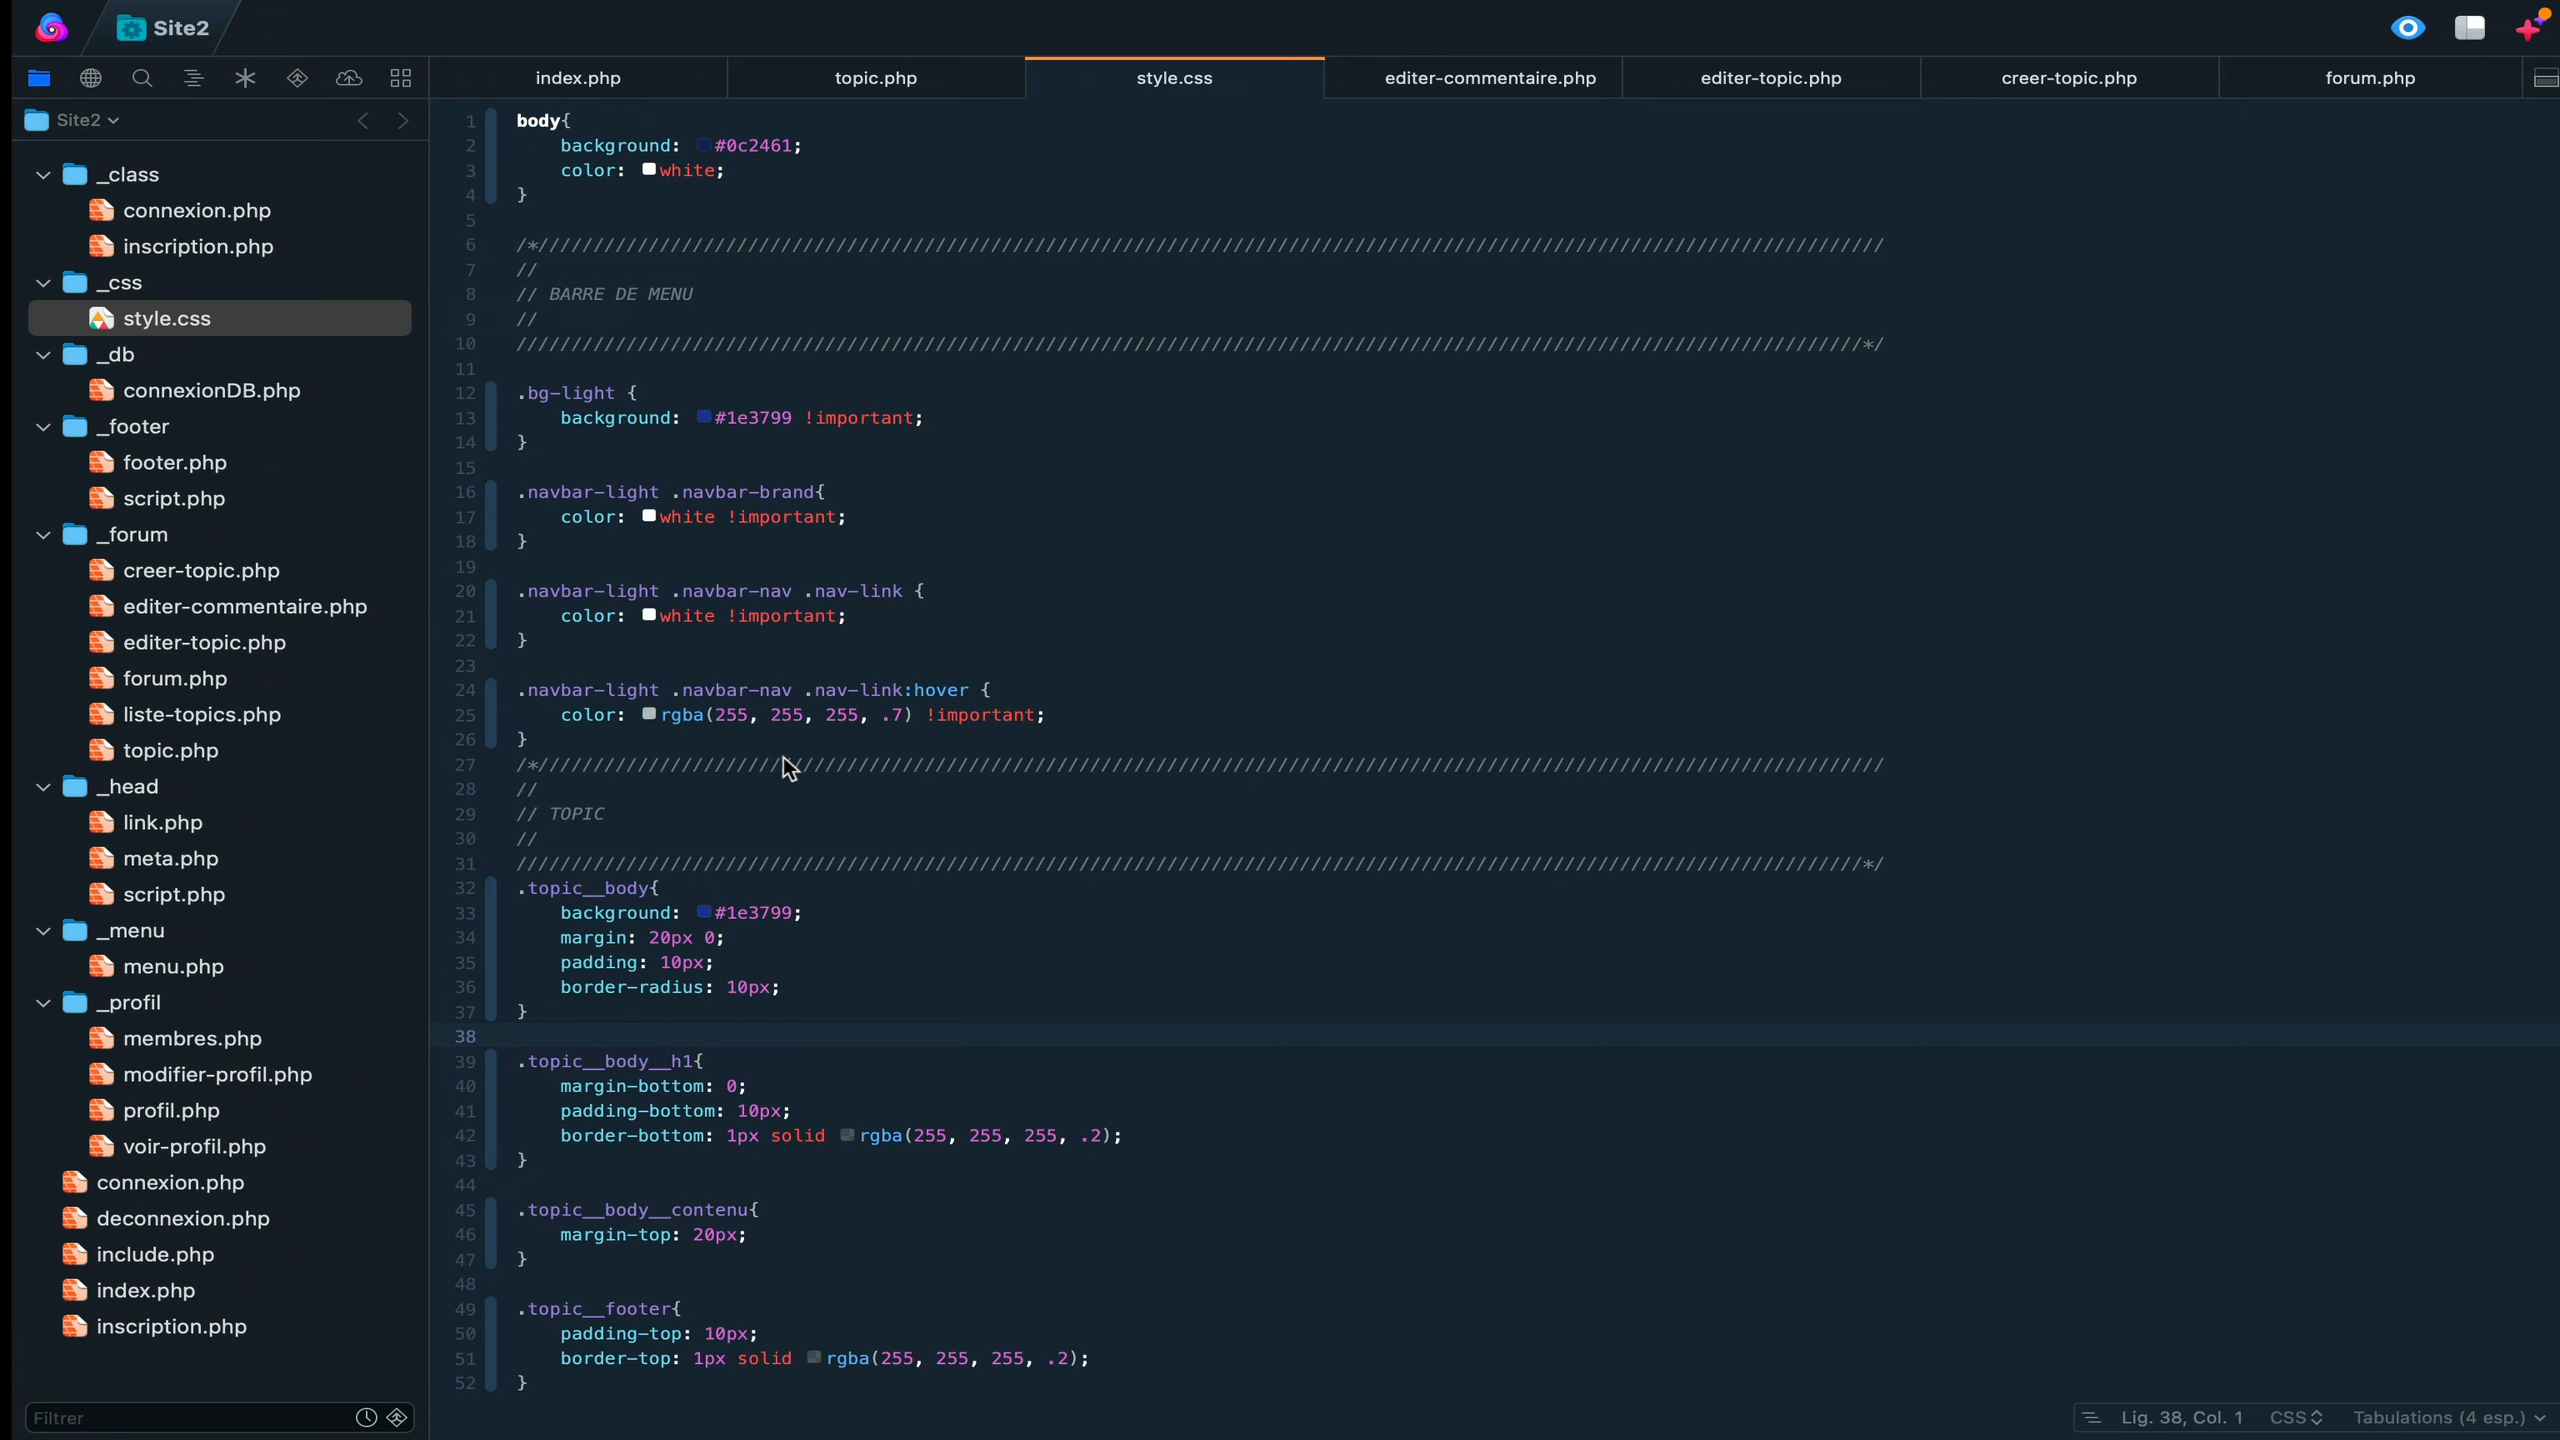 Site2
index.php
topic.php
style.css
editer-commentaire.php
editer-topic.php
creer-topic.php
forum.php
Site2
_class
connexion.php
inscription.php
_css
style.css
_db
connexionDB.php
_footer
footer.php
script.php
_forum
creer-topic.php
editer-commentaire.php
editer-topic.php
forum.php
liste-topics.php
topic.php
_head
link.php
meta.php
script.php
_menu
menu.php
_profil
membres.php
modifier-profil.php
profil.php
voir-profil.php
connexion.php
deconnexion.php
include.php
index.php
inscription.php
Filtrer
1 body{
2 background: #0c2461;
3 color: white;
4 }
5
6 /*//////////////////////////////////////////////////////////////////////////////////////////////////////////////////////////
7 //
8 // BARRE DE MENU
9 //
10 //////////////////////////////////////////////////////////////////////////////////////////////////////////////////////////*/
11
12 .bg-light {
13 background: #1e3799 !important;
14 }
15
16 .navbar-light .navbar-brand{
17 color: white !important;
18 }
19
20 .navbar-light .navbar-nav .nav-link {
21 color: white !important;
22 }
23
24 .navbar-light .navbar-nav .nav-link:hover {
25 color: rgba(255, 255, 255, .7) !important;
26 }
27 /*//////////////////////////////////////////////////////////////////////////////////////////////////////////////////////////
28 //
29 // TOPIC
30 //
31 //////////////////////////////////////////////////////////////////////////////////////////////////////////////////////////*/
32 .topic__body{
33 background: #1e3799;
34 margin: 20px 0;
35 padding: 10px;
36 border-radius: 10px;
37 }
38
39 .topic__body__h1{
40 margin-bottom: 0;
41 padding-bottom: 10px;
42 border-bottom: 1px solid rgba(255, 255, 255, .2);
43 }
44
45 .topic__body__contenu{
46 margin-top: 20px;
47 }
48
49 .topic__footer{
50 padding-top: 10px;
51 border-top: 1px solid rgba(255, 255, 255, .2);
52 }
Lig. 38, Col. 1
CSS
Tabulations (4 esp.)